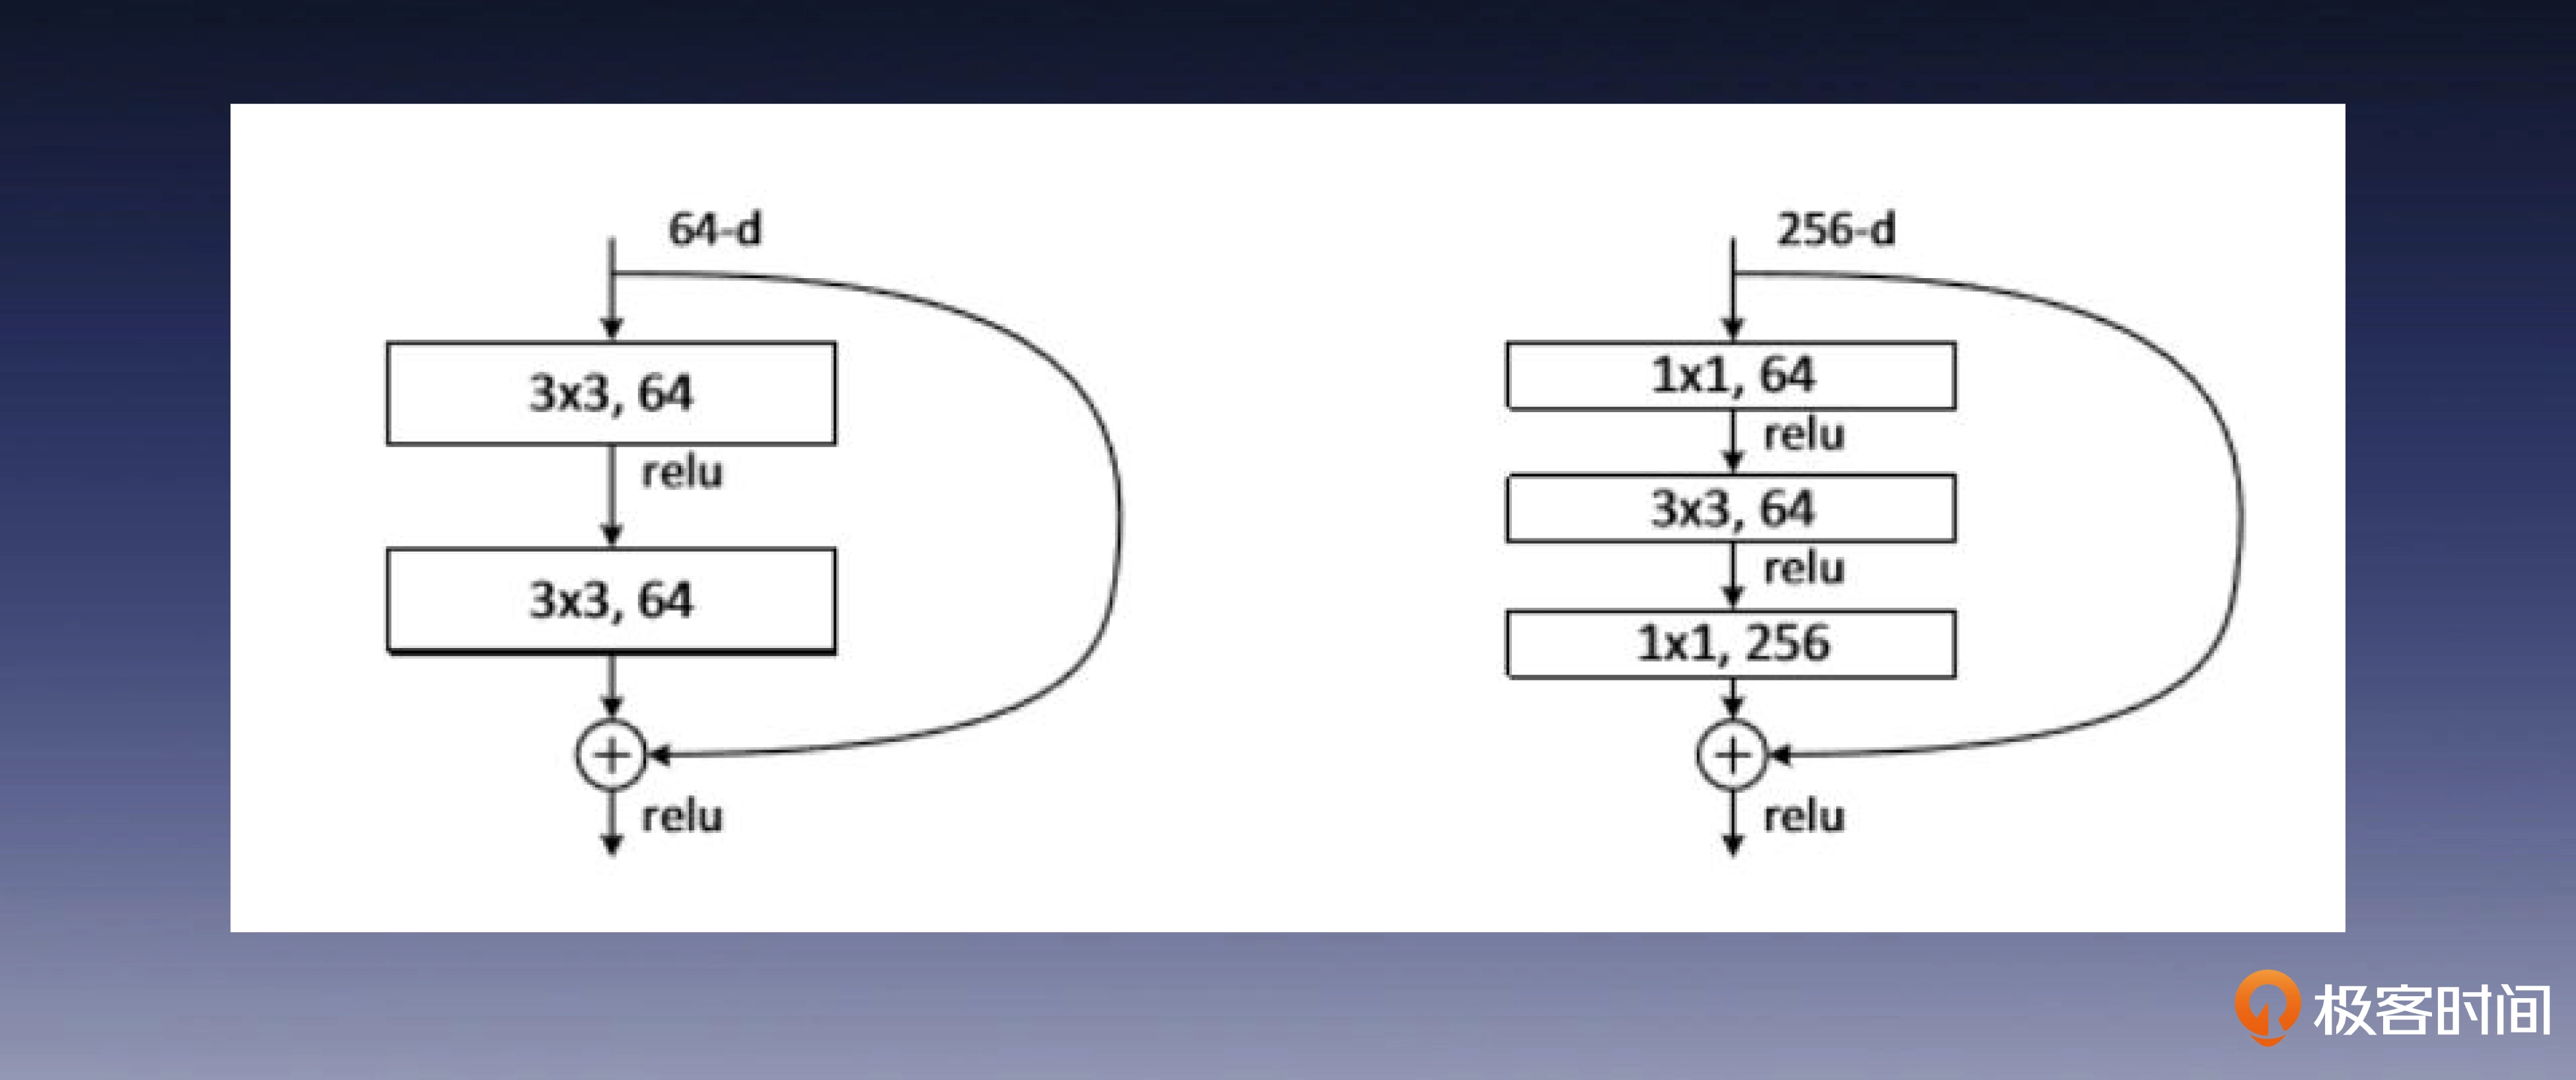 64-d
3x3, 64
relu
3x3, 64
relu
256-d
1x1, 64
relu
3x3, 64
relu
1x1, 256
relu
极客时间